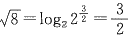 √8 = log₂ 2^(3/2) = 3/2